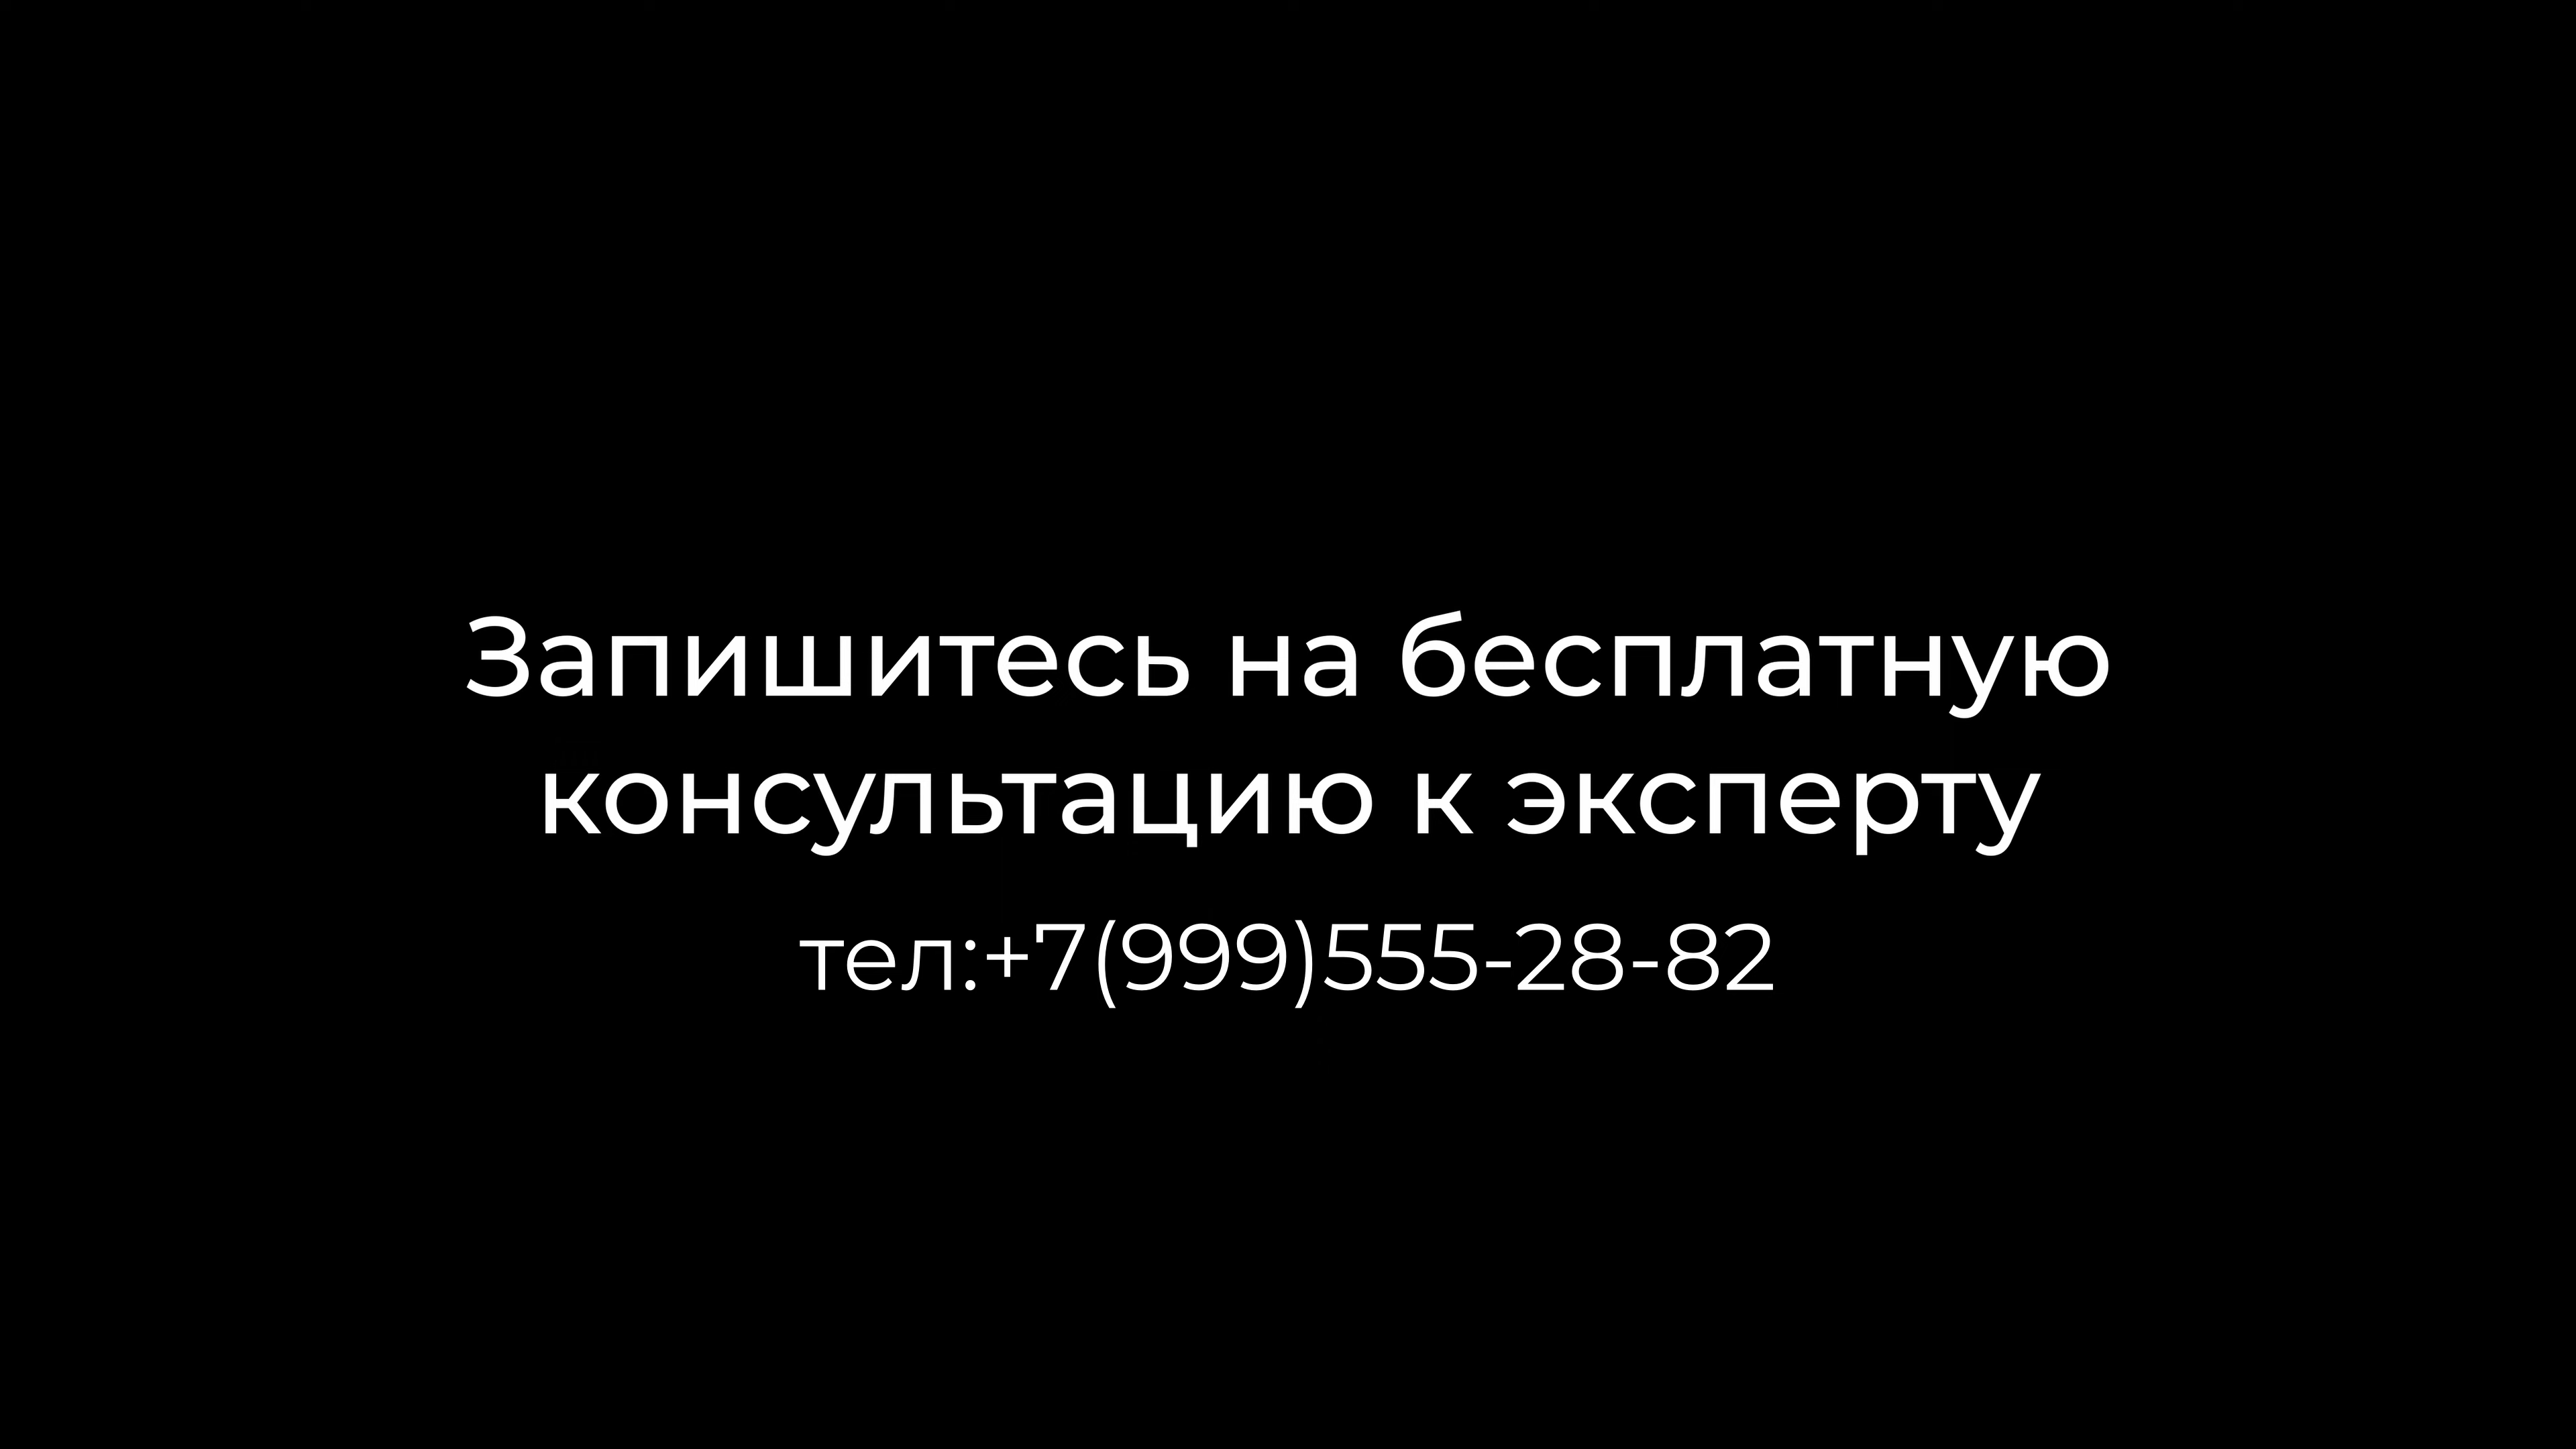 Запишитесь на бесплатную
консультацию к эксперту
тел:+7(999)555-28-82